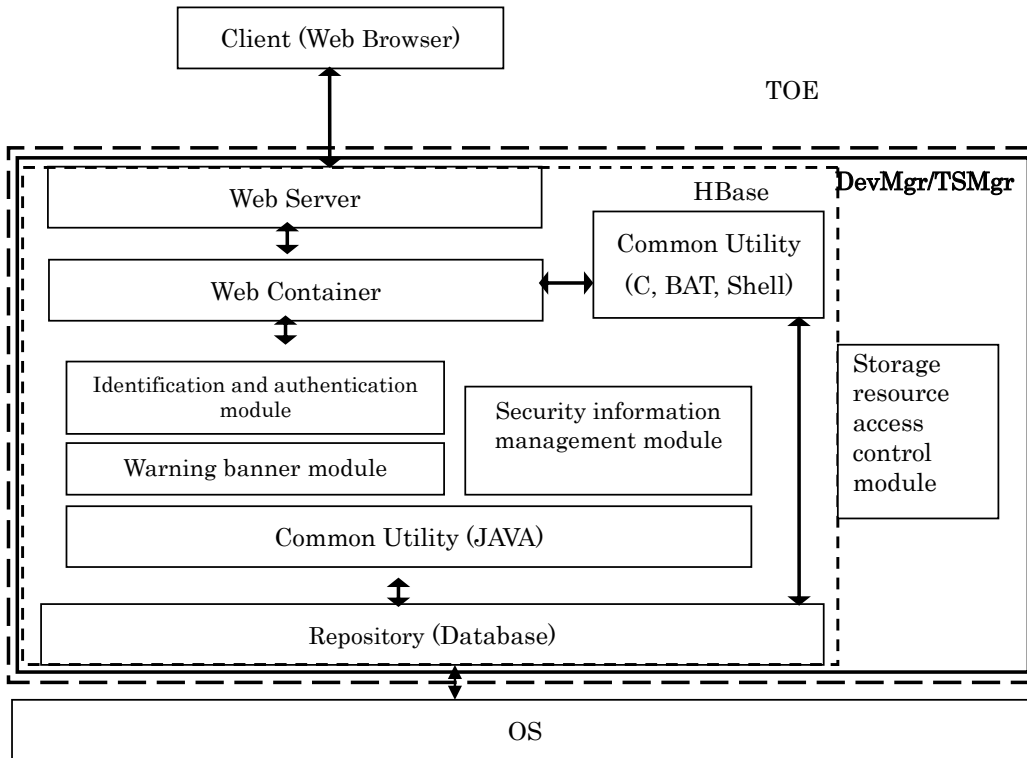 Client (Web Browser)
TOE
DevMgr/TSMgr
Web Server
HBase
Common Utility
(C, BAT, Shell)
Web Container
Identification and authentication
module
Security information
management module
Storage
resource
access
control
module
Warning banner module
Common Utility (JAVA)
Repository (Database)
OS